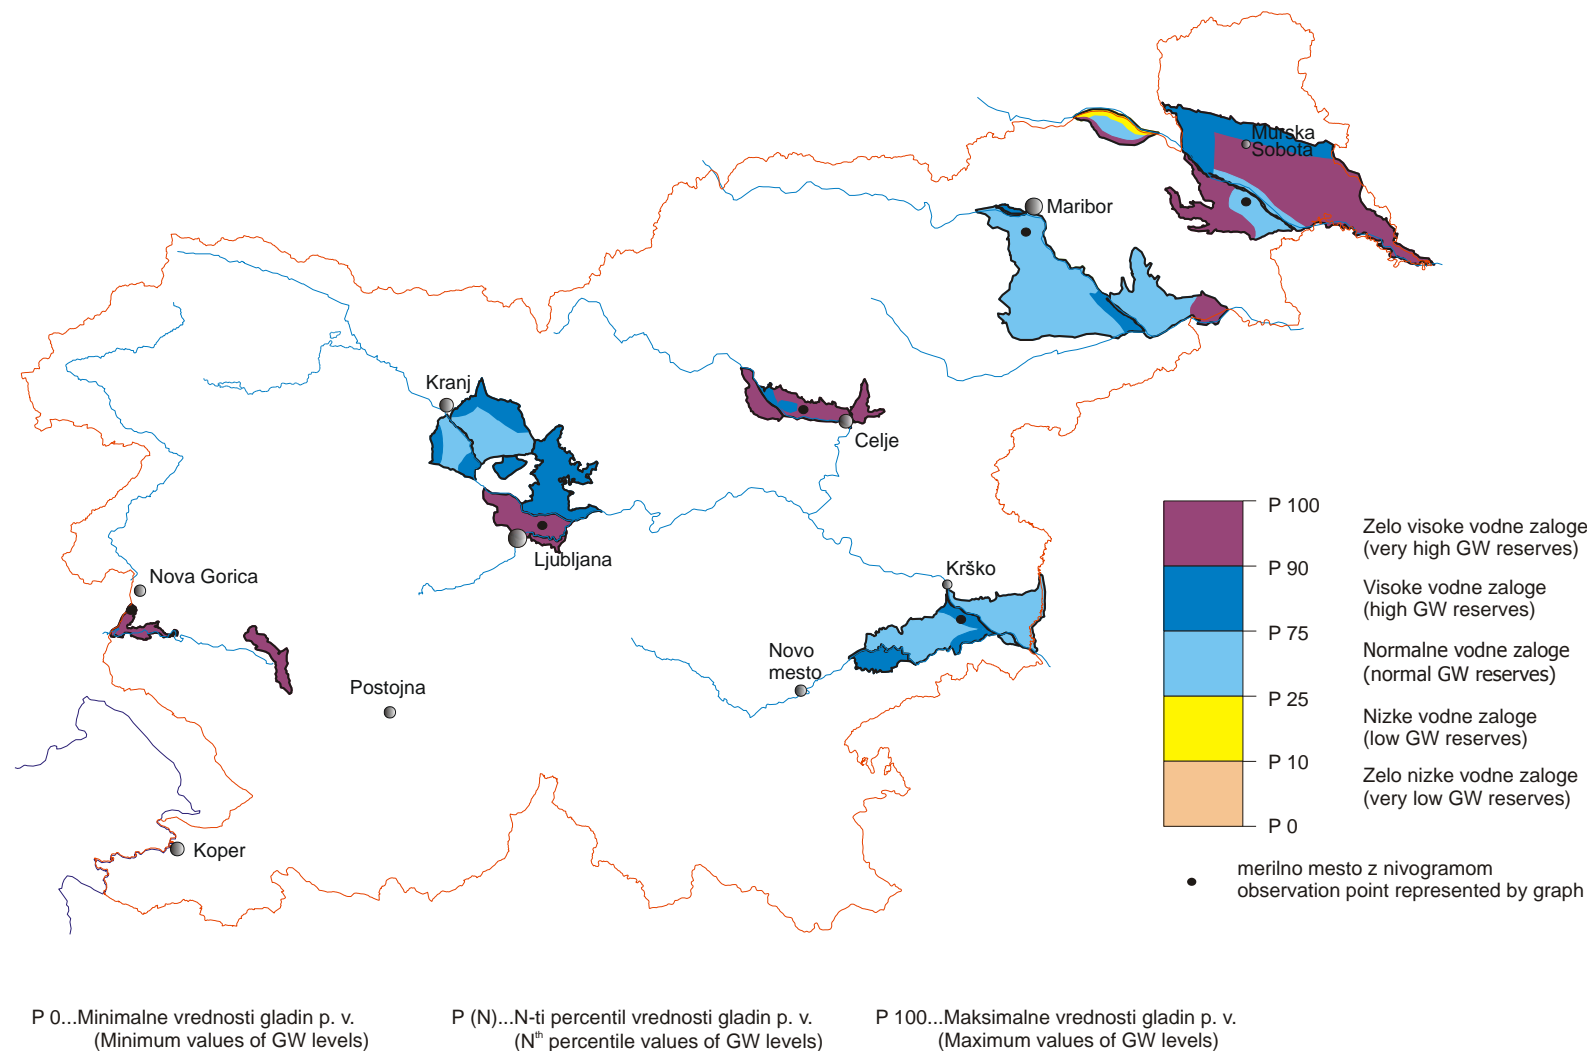 Murska
Sobota
Maribor
Kranj
Celje
Ljubljana
Nova Gorica
Krško
Novo
mesto
Postojna
Koper
P 100
Zelo visoke vodne zaloge
(very high GW reserves)
P 90
Visoke vodne zaloge
(high GW reserves)
P 75
Normalne vodne zaloge
(normal GW reserves)
P 25
Nizke vodne zaloge
(low GW reserves)
P 10
Zelo nizke vodne zaloge
(very low GW reserves)
P 0
merilno mesto z nivogramom
observation point represented by graph
P 0...Minimalne vrednosti gladin p. v.
(Minimum values of GW levels)
P (N)...N-ti percentil vrednosti gladin p. v.
(Nth percentile values of GW levels)
P 100...Maksimalne vrednosti gladin p. v.
(Maximum values of GW levels)